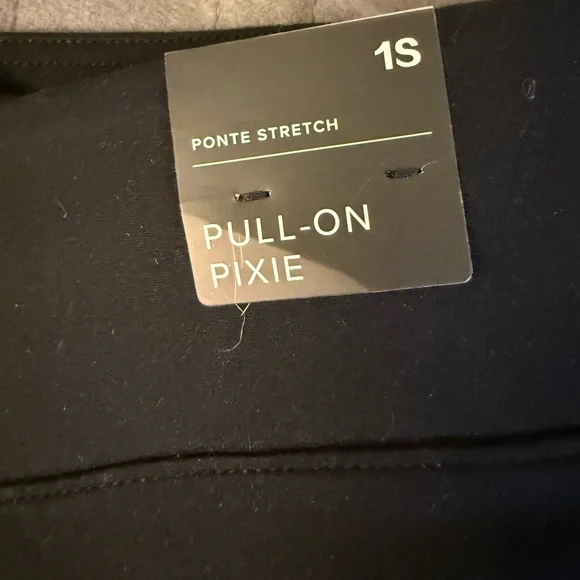 1S
PONTE STRETCH
PULL-ON
PIXIE